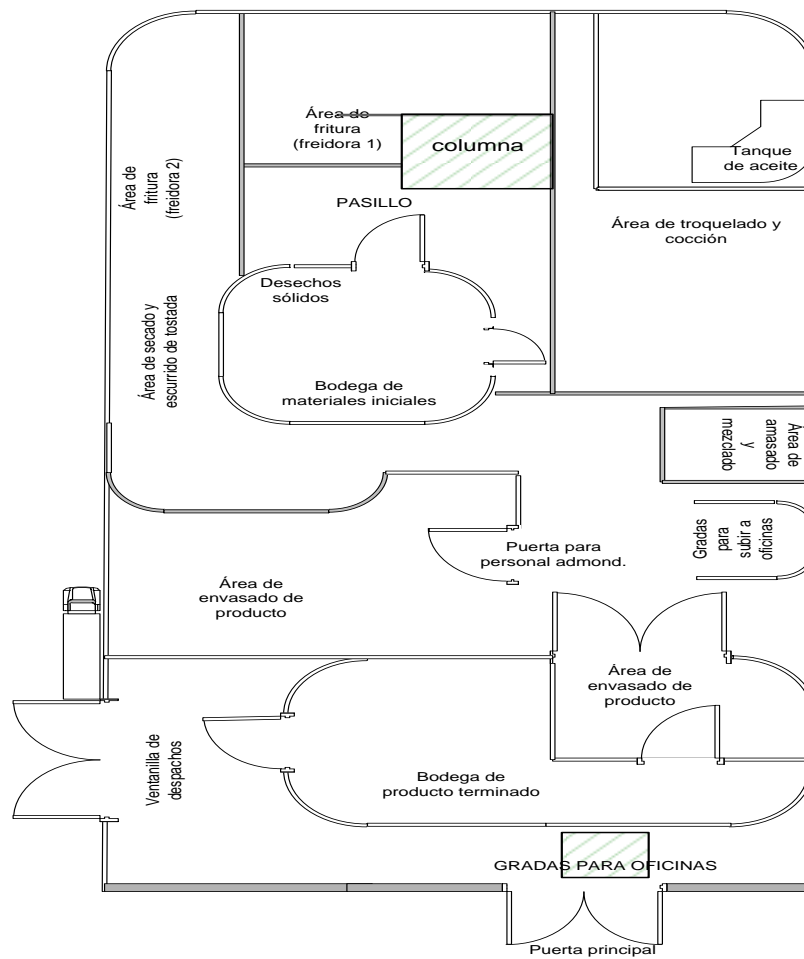 Área de
fritura
(freidora 1)
columna
Tanque
de aceite
Área de
fritura
(freidora 2)
PASILLO
Área de troquelado y
cocción
Desechos
sólidos
Área de secado y
escurrido de tostada
Bodega de
materiales iniciales
Área de
amasado
y
mezclado
Gradas
para
subir a
oficinas
Puerta para
personal admond.
Área de
envasado de
producto
Área de
envasado de
producto
Ventanilla de
despachos
Bodega de
producto terminado
GRADAS PARA OFICINAS
Puerta principal